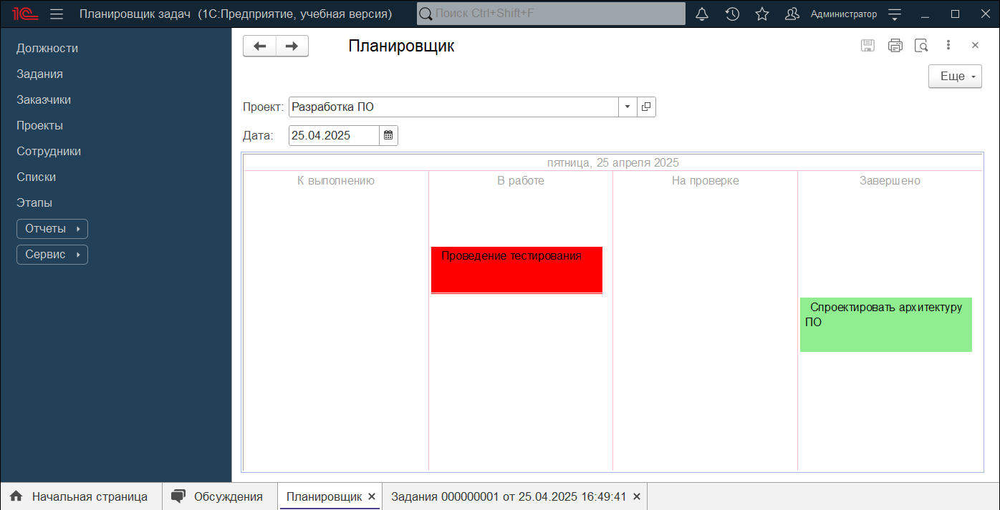 Планировщик задач (1С:Предприятие, учебная версия)
Поиск Ctrl+Shift+F
Администратор
Должности
Задания
Заказчики
Проекты
Сотрудники
Списки
Этапы
Отчеты
Сервис
Планировщик
Еще
Проект: Разработка ПО
Дата: 25.04.2025
пятница, 25 апреля 2025
К выполнению В работе На проверке Завершено
Проведение тестирования
Спроектировать архитектуру
ПО
Начальная страница Обсуждения Планировщик Задания 000000001 от 25.04.2025 16:49:41